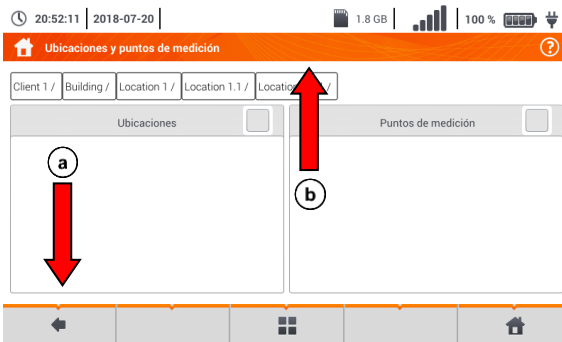 20:52:11 2018-07-20 1.8 GB 100 %
Ubicaciones y puntos de medición ?
Client 1 / Building / Location 1 / Location 1.1 / /
Ubicaciones Puntos de medición
a
b